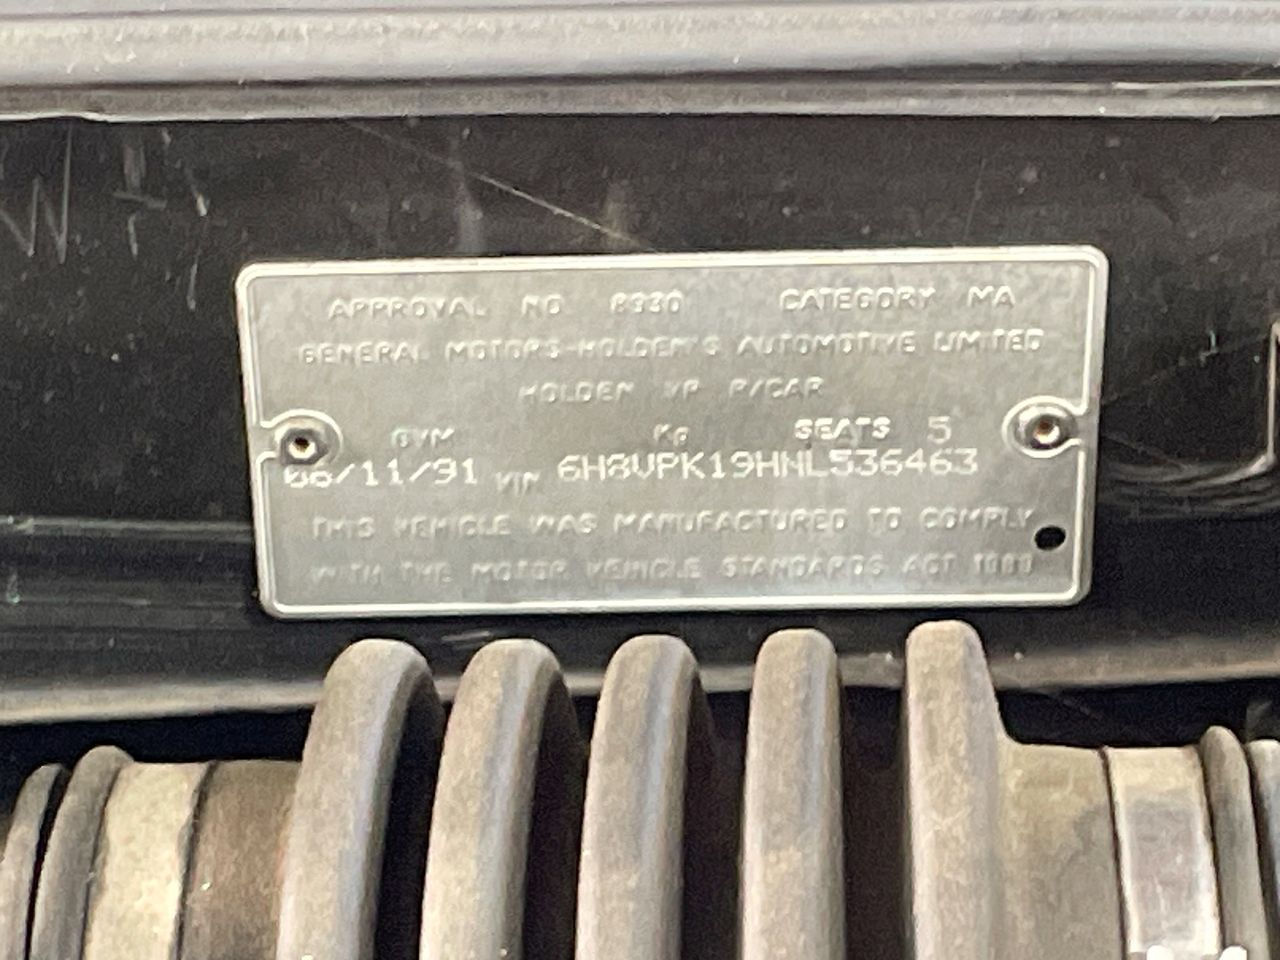 APPROVAL NO 8930 CATEGORY MA
GENERAL MOTORS-HOLDEN'S AUTOMOTIVE LIMITED
HOLDEN VP P/CAR
GVM Kg SEATS 5
06/11/91 VIN 6H8VPK19HNL536463
THIS VEHICLE WAS MANUFACTURED TO COMPLY
WITH THE MOTOR VEHICLE STANDARDS ACT 1989